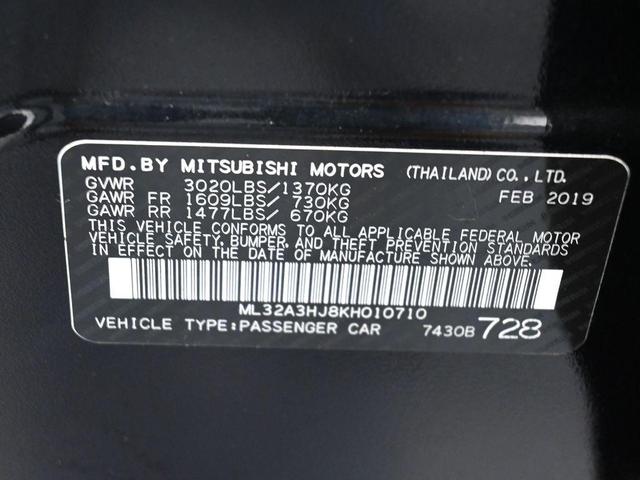 MFD.BY MITSUBISHI MOTORS (THAILAND) CO., LTD.
GVWR 3020LBS/1370KG FEB 2019
GAWR FR 1609LBS/ 730KG
GAWR RR 1477LBS/ 670KG
THIS VEHICLE CONFORMS TO ALL APPLICABLE FEDERAL MOTOR
VEHICLE SAFETY, BUMPER, AND THEFT PREVENTION STANDARDS
IN EFFECT ON THE DATE OF MANUFACTURE SHOWN ABOVE.
ML32A3HJ8KH010710
VEHICLE TYPE:PASSENGER CAR 7430B 728